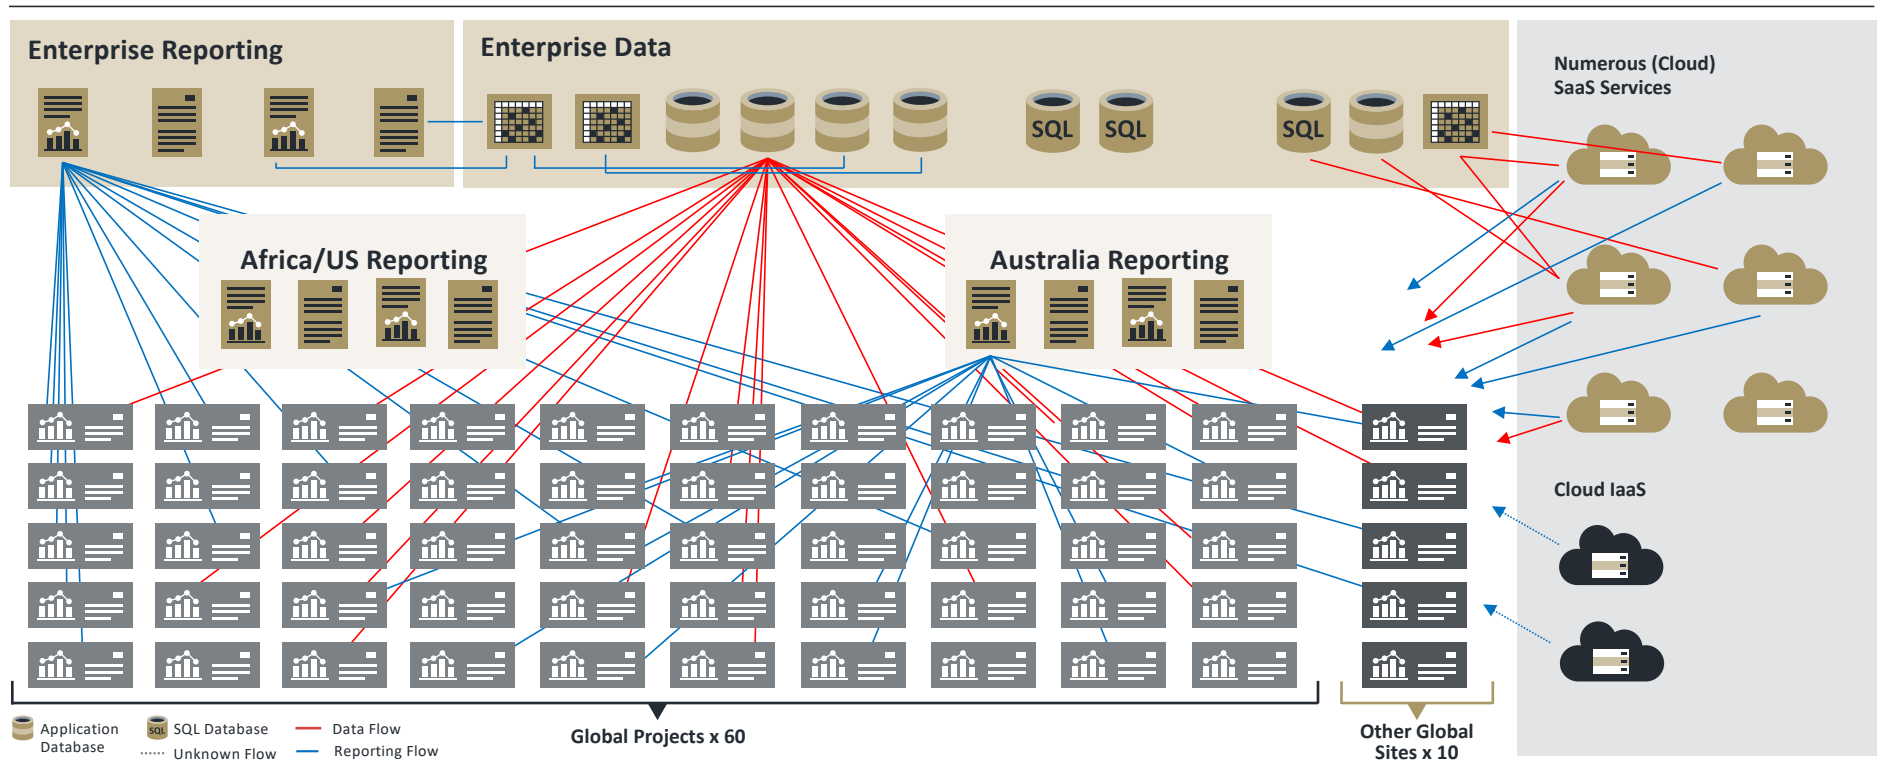 Enterprise Reporting
Enterprise Data
Numerous (Cloud)
SaaS Services
SQL
SQL
SQL
Africa/US Reporting
Australia Reporting
Cloud IaaS
Application
Database
SQL
SQL Database
Unknown Flow
Data Flow
Reporting Flow
Global Projects x 60
Other Global
Sites x 10